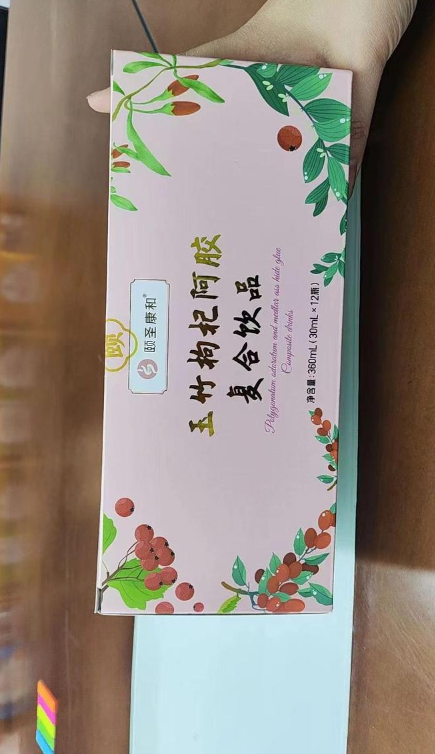 颐
颐圣康和®
玉竹枸杞阿胶
复合饮品
Polygonatum odoratum and medlar ass hide glue
Composite drinks
净含量：360mL（30mL×12瓶）